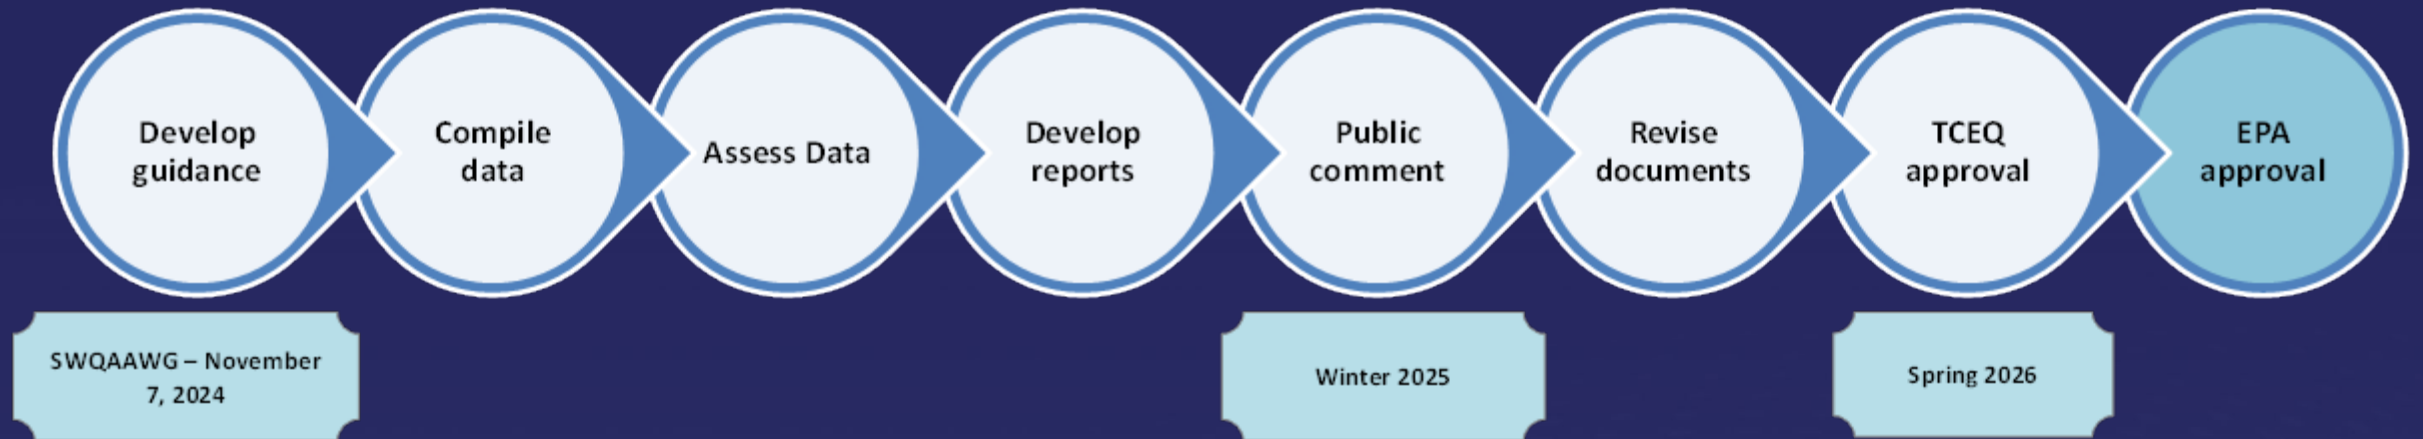 Develop
guidance
Compile
data
Assess Data
Develop
reports
Public
comment
Revise
documents
TCEQ
approval
EPA
approval
SWQAAWG – November
7, 2024
Winter 2025
Spring 2026